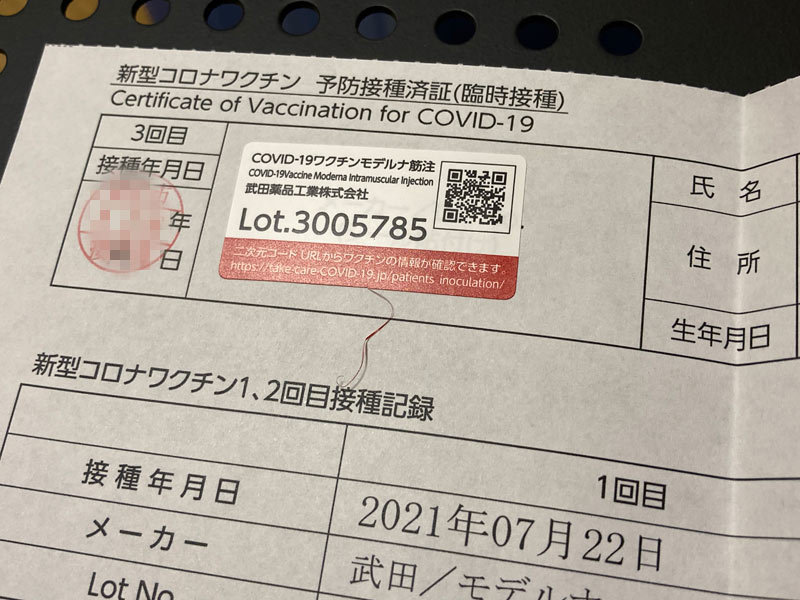 新型コロナワクチン 予防接種済証(臨時接種)
Certificate of Vaccination for COVID-19
3回目
接種年月日
年
日
COVID-19ワクチンモデルナ筋注
COVID-19Vaccine Moderna Intramuscular Injection
武田薬品工業株式会社
Lot.3005785
二次元コード URLからワクチンの情報が確認できます。
https://take-care-COVID-19.jp/patients_inoculation/
氏名
住所
生年月日
新型コロナワクチン1、2回目接種記録
1回目
接種年月日
2021年07月22日
メーカー
武田/モデルナ
Lot No.